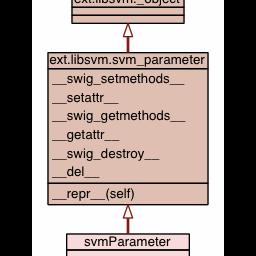 ext.libsvm._object
ext.libsvm.svm_parameter
__swig_setmethods__
__setattr__
__swig_getmethods__
__getattr__
__swig_destroy__
__del__
__repr__(self)
svmParameter